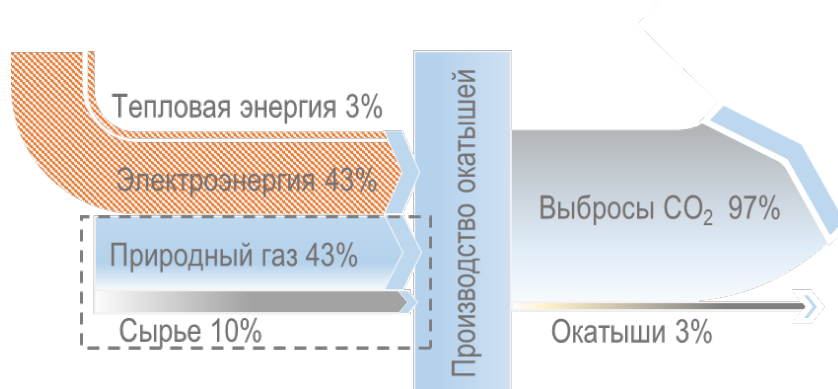 Тепловая энергия 3%
Электроэнергия 43%
Природный газ 43%
Сырье 10%
Производство окатышей
Выбросы CO₂ 97%
Окатыши 3%